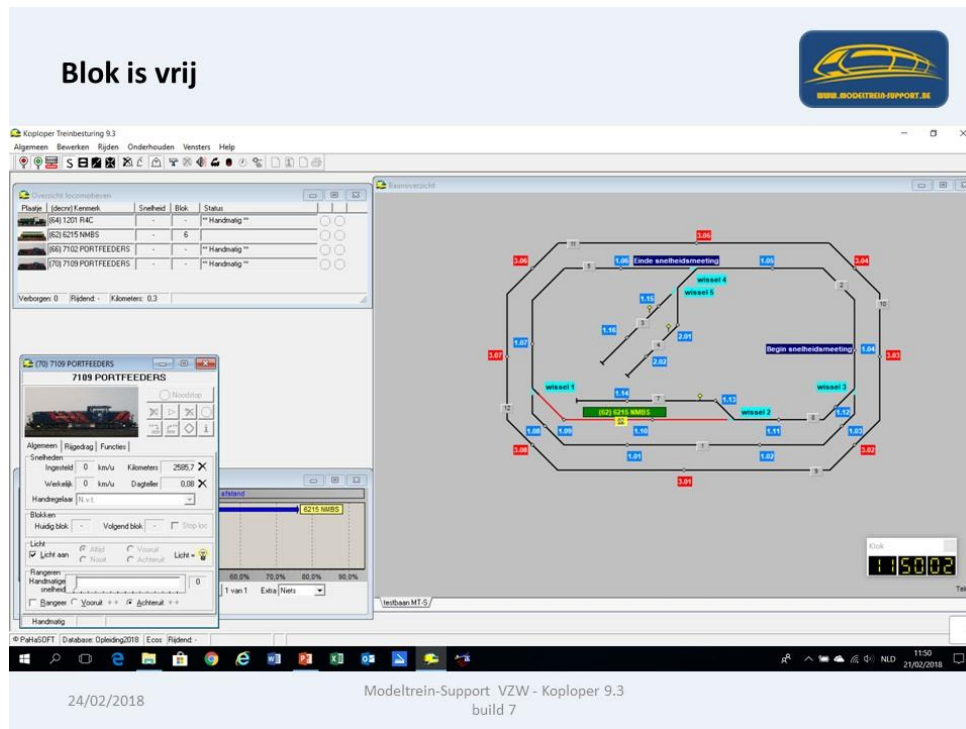 Blok is vrij
WWW.MODELTREIN-SUPPORT.BE
Koploper Treinbesturing 9.3
Algemeen Bewerken Rijden Onderhouden Vensters Help
Overzicht locomotieven
Plaatje [decnr] Kenmerk Snelheid Blok Status
(64) 1201 R4C - - ** Handmatig **
(62) 6215 NMBS - 6
(66) 7102 PORTFEEDERS - - ** Handmatig **
(70) 7109 PORTFEEDERS - - ** Handmatig **
Verborgen: 0 Rijdend: - Kilometers: 0.3
(70) 7109 PORTFEEDERS
7109 PORTFEEDERS
Noodstop
Algemeen Rijgedrag Functies
Snelheden
Ingesteld 0 km/u Kilometers 2585,7
Werkelijk 0 km/u Dagteller 0,08
Handregelaar N.v.t.
Blokken
Huidig blok - Volgend blok - Stop loc
Licht
Licht aan Altijd Vooruit Licht =
Nooit Achteruit
Rangeren
Handmatige snelheid 0
Rangeer Vooruit ++ Achteruit ++
Handmatig
afstand
6215 NMBS
60,0% 70,0% 80,0% 90,0%
1 van 1 Extra Niets
Baanoverzicht
3.05
11
3.06 5 1.06 Einde snelheidsmeeting 1.05 3.04
wissel 4
wissel 5
2
1.15
10
3
1.16 2.01
1.07 4
Begin snelheidsmeeting 1.04 3.03
3.07
2.02
wissel 1 1.14 wissel 3
7 1.13
12 (62) 6215 NMBS wissel 2 1.12
8
1.08 1.09 1.10 1.11 1.03
3.08 1 3.02
1.01 1.02
9
3.01
Klok
11:50:02
testbaan MT-S
© PaHaSOFT Database: Opleiding2018 Ecos Rijdend: -
NLD
11:50
21/02/2018
24/02/2018
Modeltrein-Support VZW - Koploper 9.3
build 7